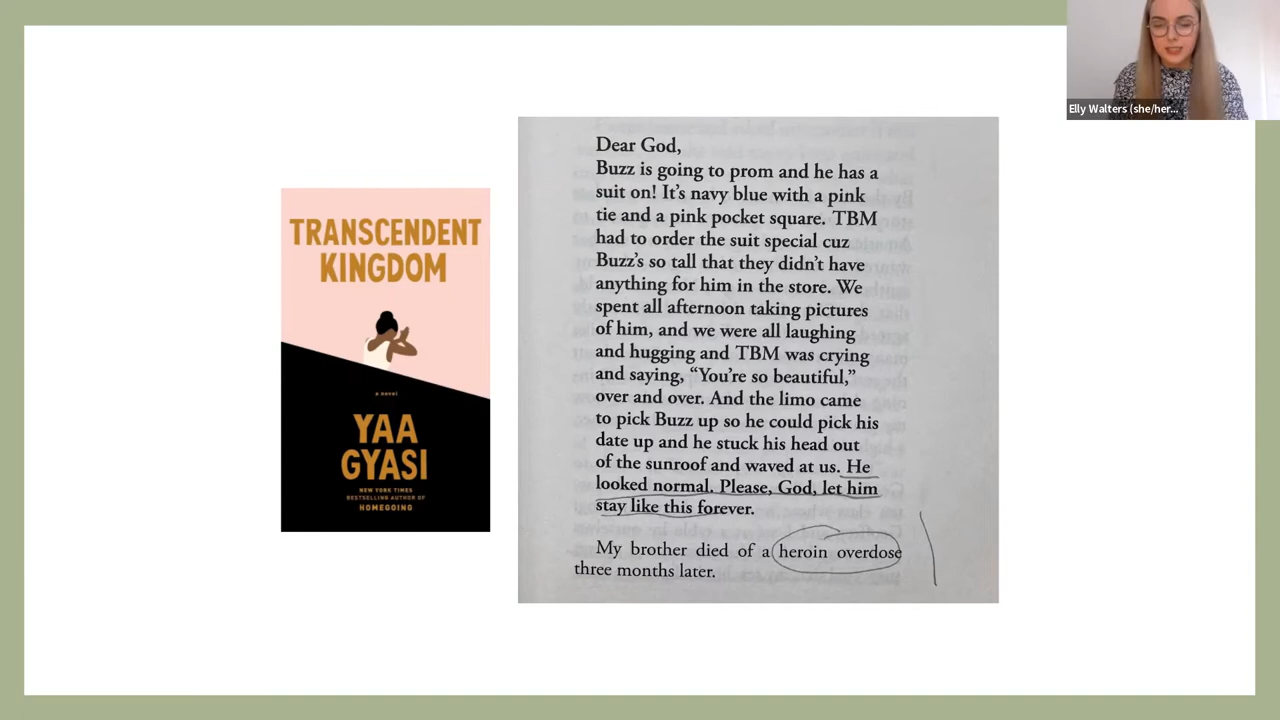 Elly Walters (she/her...
TRANSCENDENT
KINGDOM
a novel
YAA
GYASI
NEW YORK TIMES
BESTSELLING AUTHOR OF
HOMEGOING
Dear God,
Buzz is going to prom and he has a
suit on! It's navy blue with a pink
tie and a pink pocket square. TBM
had to order the suit special cuz
Buzz's so tall that they didn't have
anything for him in the store. We
spent all afternoon taking pictures
of him, and we were all laughing
and hugging and TBM was crying
and saying, “You're so beautiful,”
over and over. And the limo came
to pick Buzz up so he could pick his
date up and he stuck his head out
of the sunroof and waved at us. He
looked normal. Please, God, let him
stay like this forever.
My brother died of a heroin overdose
three months later.